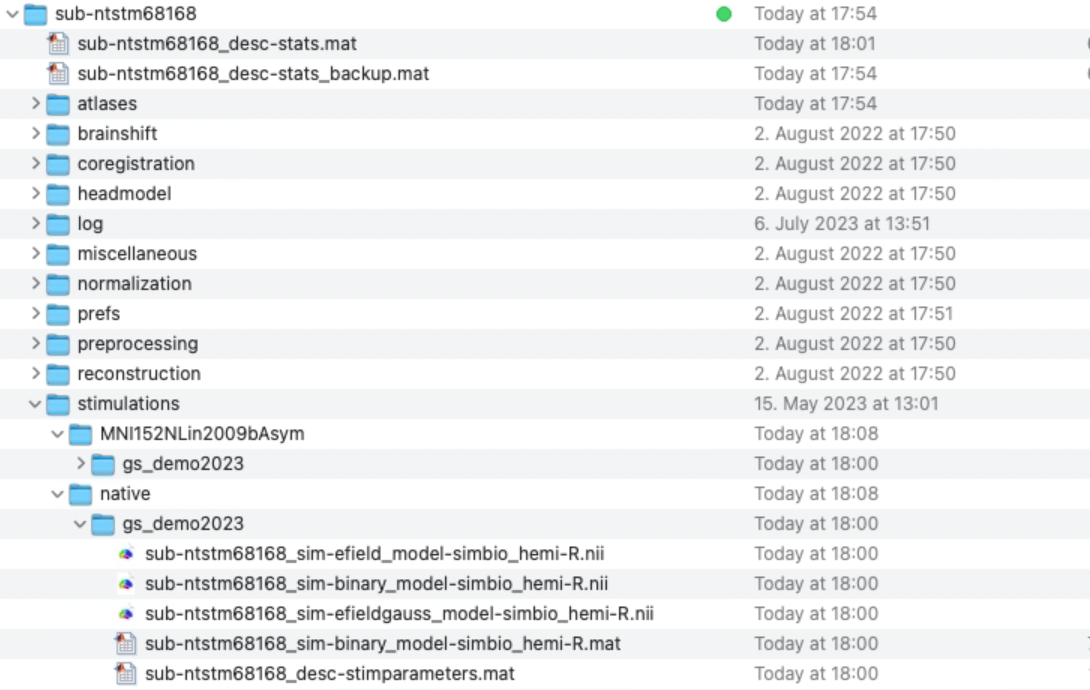 sub-ntstm68168 Today at 17:54
sub-ntstm68168_desc-stats.mat Today at 18:01
sub-ntstm68168_desc-stats_backup.mat Today at 17:54
atlases Today at 17:54
brainshift 2. August 2022 at 17:50
coregistration 2. August 2022 at 17:50
headmodel 2. August 2022 at 17:50
log 6. July 2023 at 13:51
miscellaneous 2. August 2022 at 17:50
normalization 2. August 2022 at 17:50
prefs 2. August 2022 at 17:51
preprocessing 2. August 2022 at 17:50
reconstruction 2. August 2022 at 17:50
stimulations 15. May 2023 at 13:01
MNI152NLin2009bAsym Today at 18:08
gs_demo2023 Today at 18:00
native Today at 18:08
gs_demo2023 Today at 18:00
sub-ntstm68168_sim-efield_model-simbio_hemi-R.nii Today at 18:00
sub-ntstm68168_sim-binary_model-simbio_hemi-R.nii Today at 18:00
sub-ntstm68168_sim-efieldgauss_model-simbio_hemi-R.nii Today at 18:00
sub-ntstm68168_sim-binary_model-simbio_hemi-R.mat Today at 18:00
sub-ntstm68168_desc-stimparameters.mat Today at 18:00